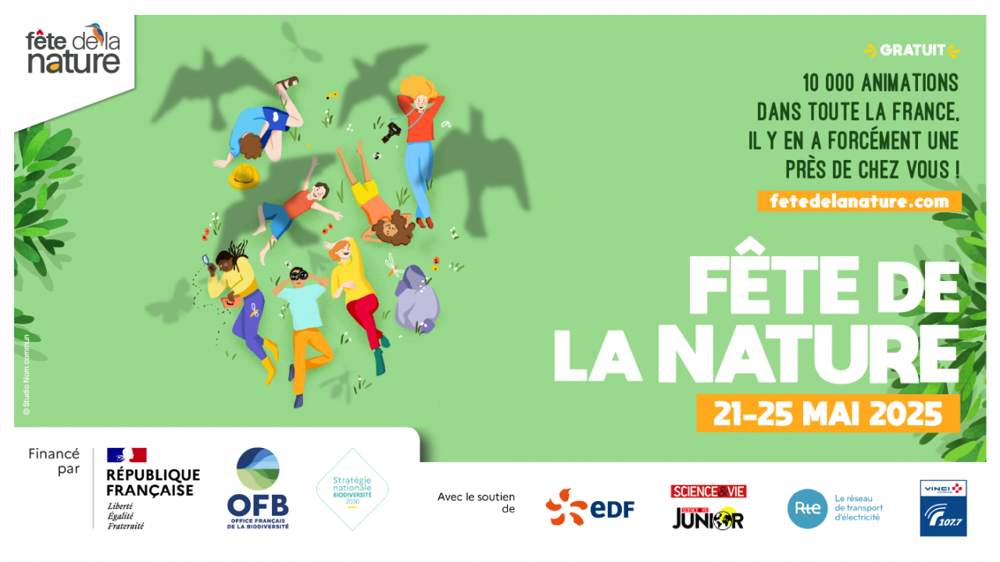 fête de la
nature
GRATUIT
10 000 ANIMATIONS
DANS TOUTE LA FRANCE,
IL Y EN A FORCÉMENT UNE
PRÈS DE CHEZ VOUS !
fetedelanature.com
FÊTE DE
LA NATURE
21-25 MAI 2025
© Studio Nom commun
Financé
par
RÉPUBLIQUE
FRANÇAISE
Liberté
Égalité
Fraternité
OFB
OFFICE FRANÇAIS
DE LA BIODIVERSITÉ
Stratégie
nationale
BIODIVERSITÉ
2030
Avec le soutien
de
eDF
SCIENCE&VIE
SCIENCE & VIE
JUNIOR
Rte
Le réseau
de transport
d'électricité
VINCI
107.7